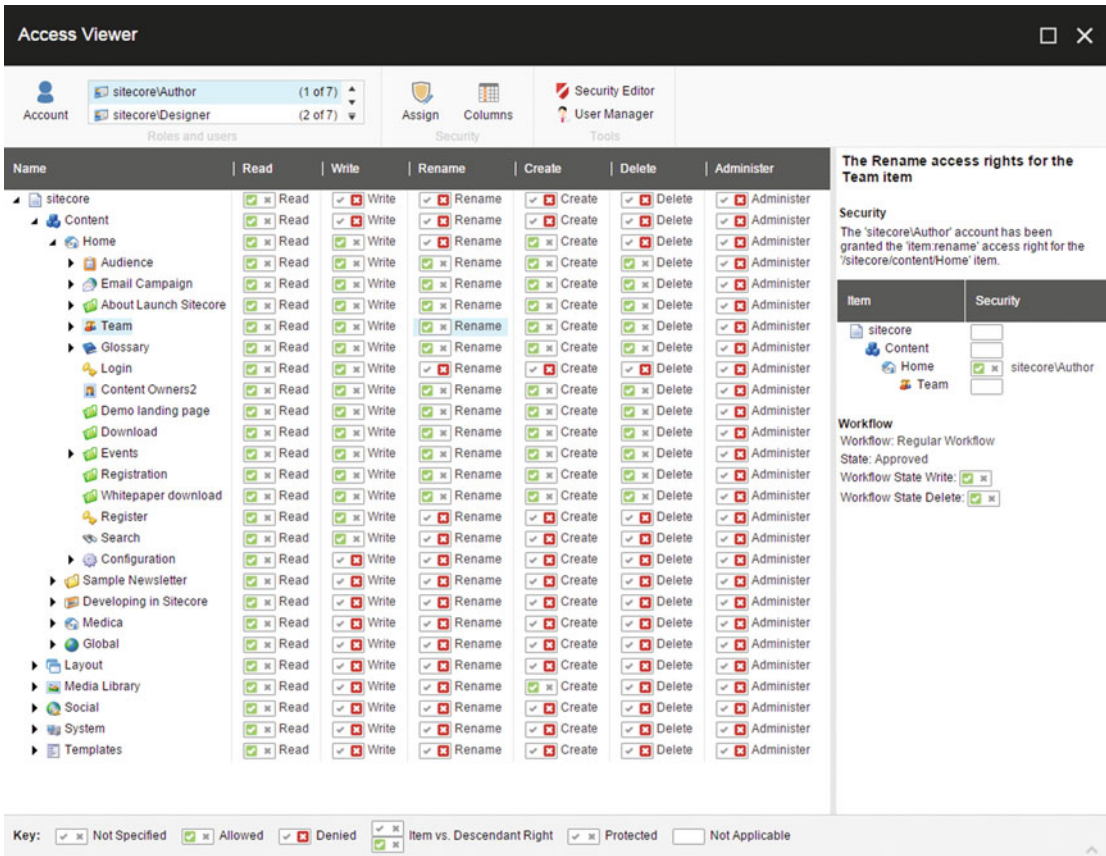 Access Viewer
Account
sitecore\Author (1 of 7)
sitecore\Designer (2 of 7)
Roles and users
Assign
Columns
Security
Security Editor
User Manager
Tools
Name Read Write Rename Create Delete Administer
sitecore Read Write Rename Create Delete Administer
Content Read Write Rename Create Delete Administer
Home Read Write Rename Create Delete Administer
Audience Read Write Rename Create Delete Administer
Email Campaign Read Write Rename Create Delete Administer
About Launch Sitecore Read Write Rename Create Delete Administer
Team Read Write Rename Create Delete Administer
Glossary Read Write Rename Create Delete Administer
Login Read Write Rename Create Delete Administer
Content Owners2 Read Write Rename Create Delete Administer
Demo landing page Read Write Rename Create Delete Administer
Download Read Write Rename Create Delete Administer
Events Read Write Rename Create Delete Administer
Registration Read Write Rename Create Delete Administer
Whitepaper download Read Write Rename Create Delete Administer
Register Read Write Rename Create Delete Administer
Search Read Write Rename Create Delete Administer
Configuration Read Write Rename Create Delete Administer
Sample Newsletter Read Write Rename Create Delete Administer
Developing in Sitecore Read Write Rename Create Delete Administer
Medica Read Write Rename Create Delete Administer
Global Read Write Rename Create Delete Administer
Layout Read Write Rename Create Delete Administer
Media Library Read Write Rename Create Delete Administer
Social Read Write Rename Create Delete Administer
System Read Write Rename Create Delete Administer
Templates Read Write Rename Create Delete Administer
The Rename access rights for the
Team item
Security
The 'sitecore\Author' account has been
granted the 'item:rename' access right for the
'/sitecore/content/Home' item.
Item Security
sitecore
Content
Home sitecore\Author
Team
Workflow
Workflow: Regular Workflow
State: Approved
Workflow State Write:
Workflow State Delete:
Key: Not Specified Allowed Denied Item vs. Descendant Right Protected Not Applicable